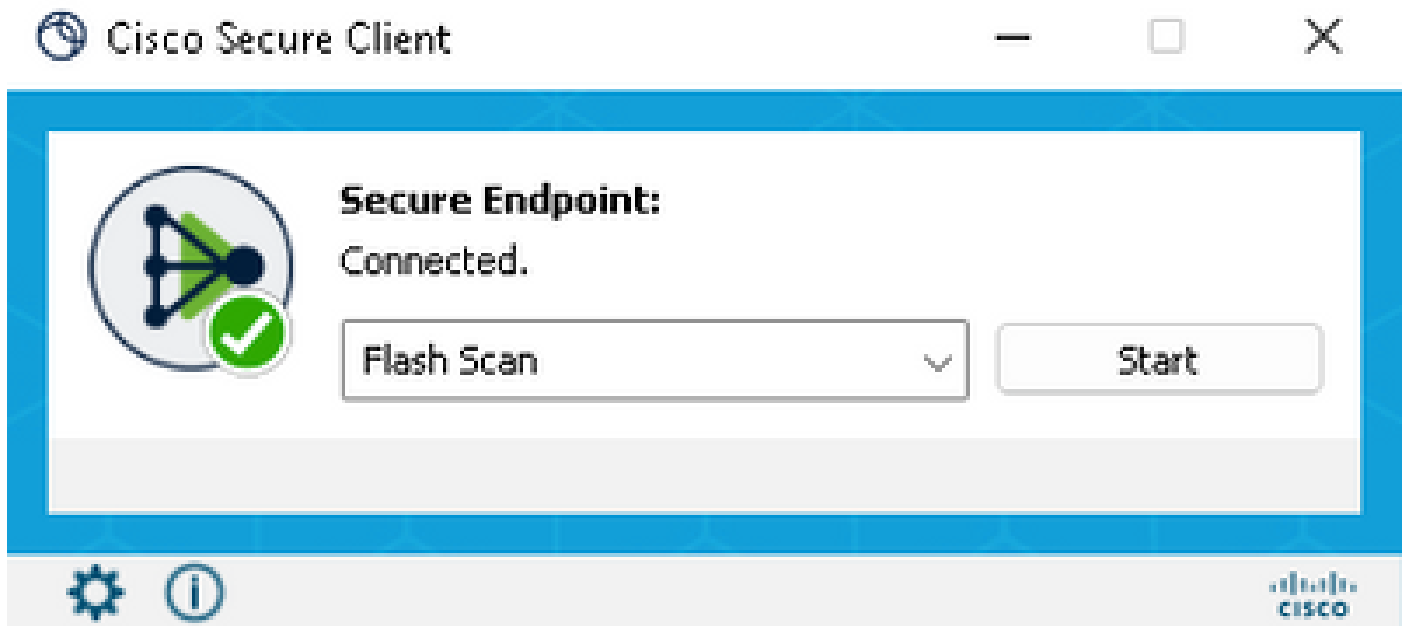 Cisco Secure Client
Secure Endpoint:
Connected.
Flash Scan
Start
CISCO